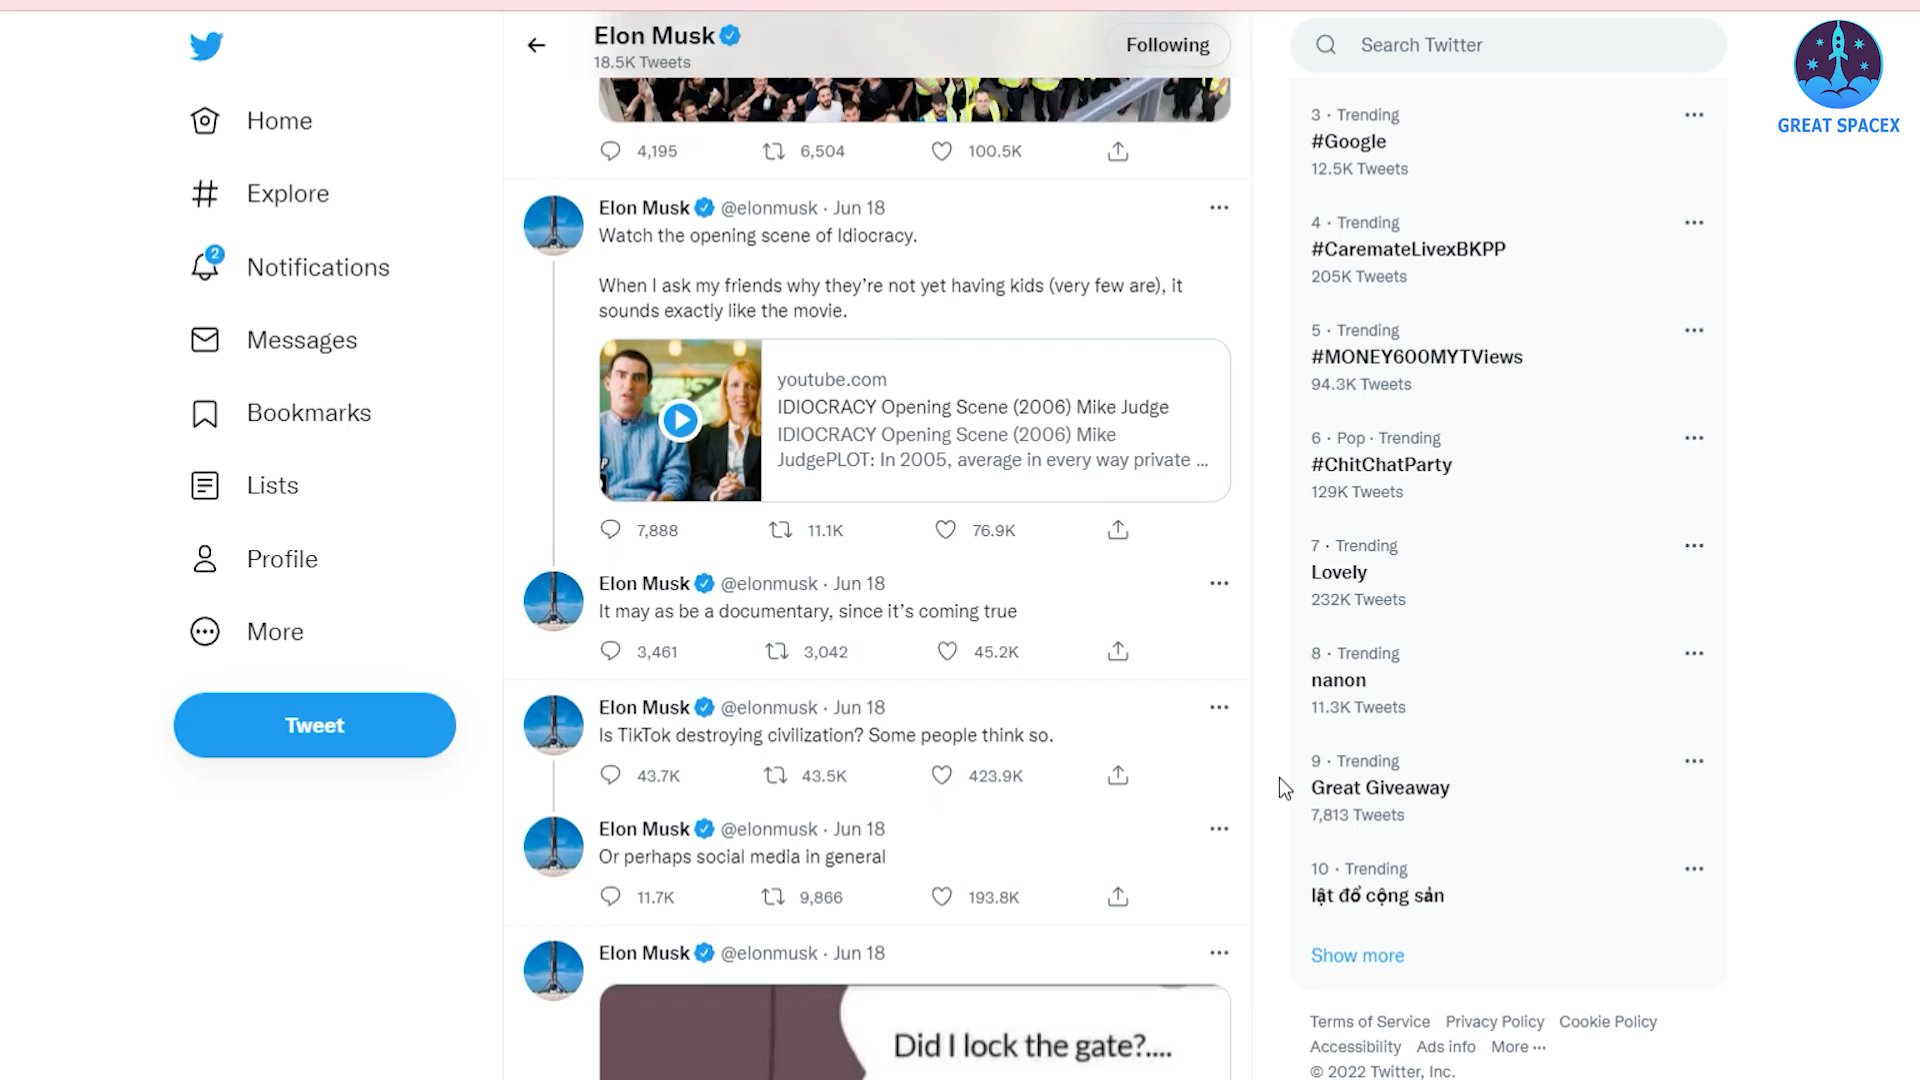 Home
Explore
2
Notifications
Messages
Bookmarks
Lists
Profile
More
Tweet
Elon Musk
18.5K Tweets
Following
4,195 6,504 100.5K
Elon Musk @elonmusk · Jun 18
Watch the opening scene of Idiocracy.
When I ask my friends why they're not yet having kids (very few are), it
sounds exactly like the movie.
youtube.com
IDIOCRACY Opening Scene (2006) Mike Judge
IDIOCRACY Opening Scene (2006) Mike
JudgePLOT: In 2005, average in every way private ...
7,888 11.1K 76.9K
Elon Musk @elonmusk · Jun 18
It may as be a documentary, since it's coming true
3,461 3,042 45.2K
Elon Musk @elonmusk · Jun 18
Is TikTok destroying civilization? Some people think so.
43.7K 43.5K 423.9K
Elon Musk @elonmusk · Jun 18
Or perhaps social media in general
11.7K 9,866 193.8K
Elon Musk @elonmusk · Jun 18
Did I lock the gate?....
Search Twitter
3 · Trending
#Google
12.5K Tweets
4 · Trending
#CaremateLivexBKPP
205K Tweets
5 · Trending
#MONEY600MYTViews
94.3K Tweets
6 · Pop · Trending
#ChitChatParty
129K Tweets
7 · Trending
Lovely
232K Tweets
8 · Trending
nanon
11.3K Tweets
9 · Trending
Great Giveaway
7,813 Tweets
10 · Trending
lật đổ cộng sản
Show more
Terms of Service Privacy Policy Cookie Policy
Accessibility Ads info More ···
© 2022 Twitter, Inc.
GREAT SPACEX